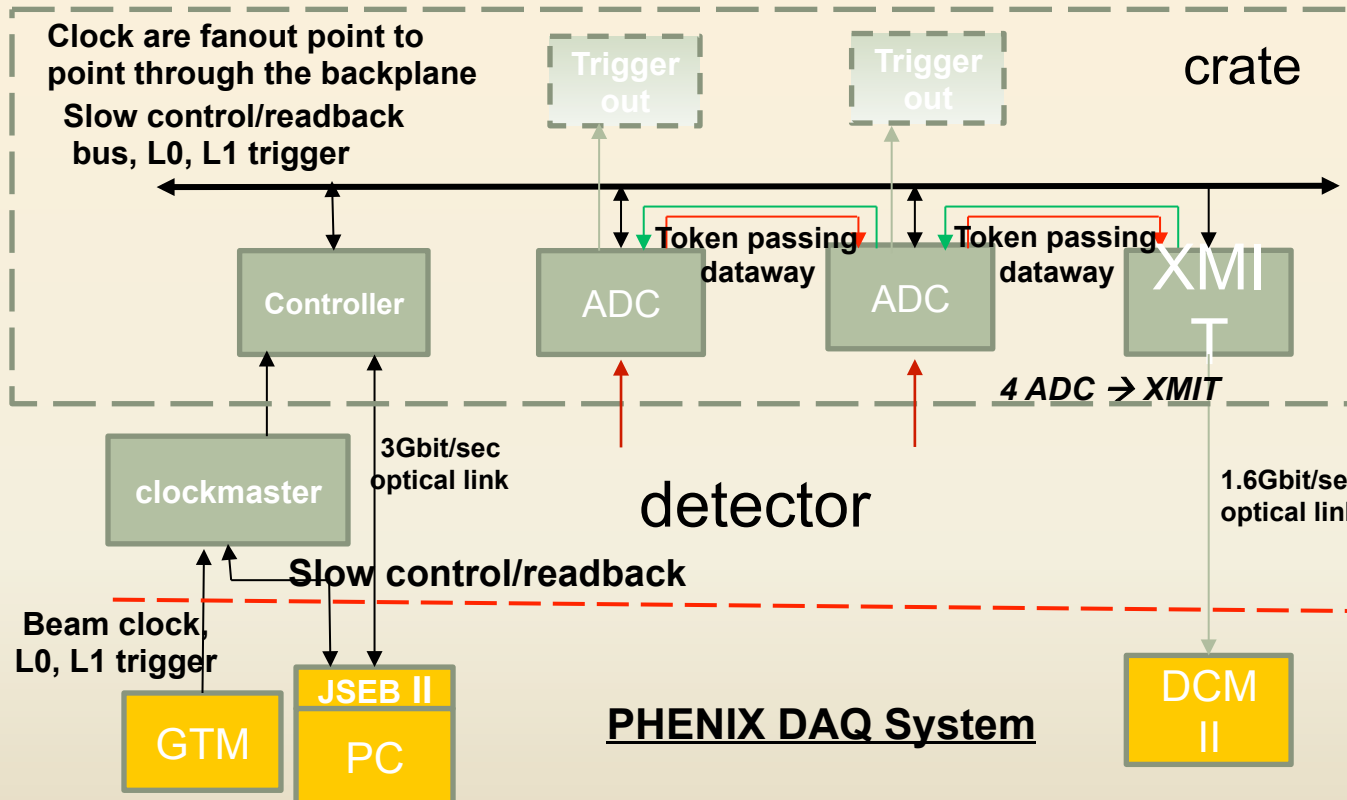 Clock are fanout point to
point through the backplane
Slow control/readback
bus, L0, L1 trigger
Trigger
out
Trigger
out
crate
Token passing
dataway
Token passing
dataway
Controller
ADC
ADC
XMI
T
4 ADC → XMIT
clockmaster
3Gbit/sec
optical link
detector
1.6Gbit/se
optical lin
Slow control/readback
Beam clock,
L0, L1 trigger
JSEB II
GTM
PC
PHENIX DAQ System
DCM
II